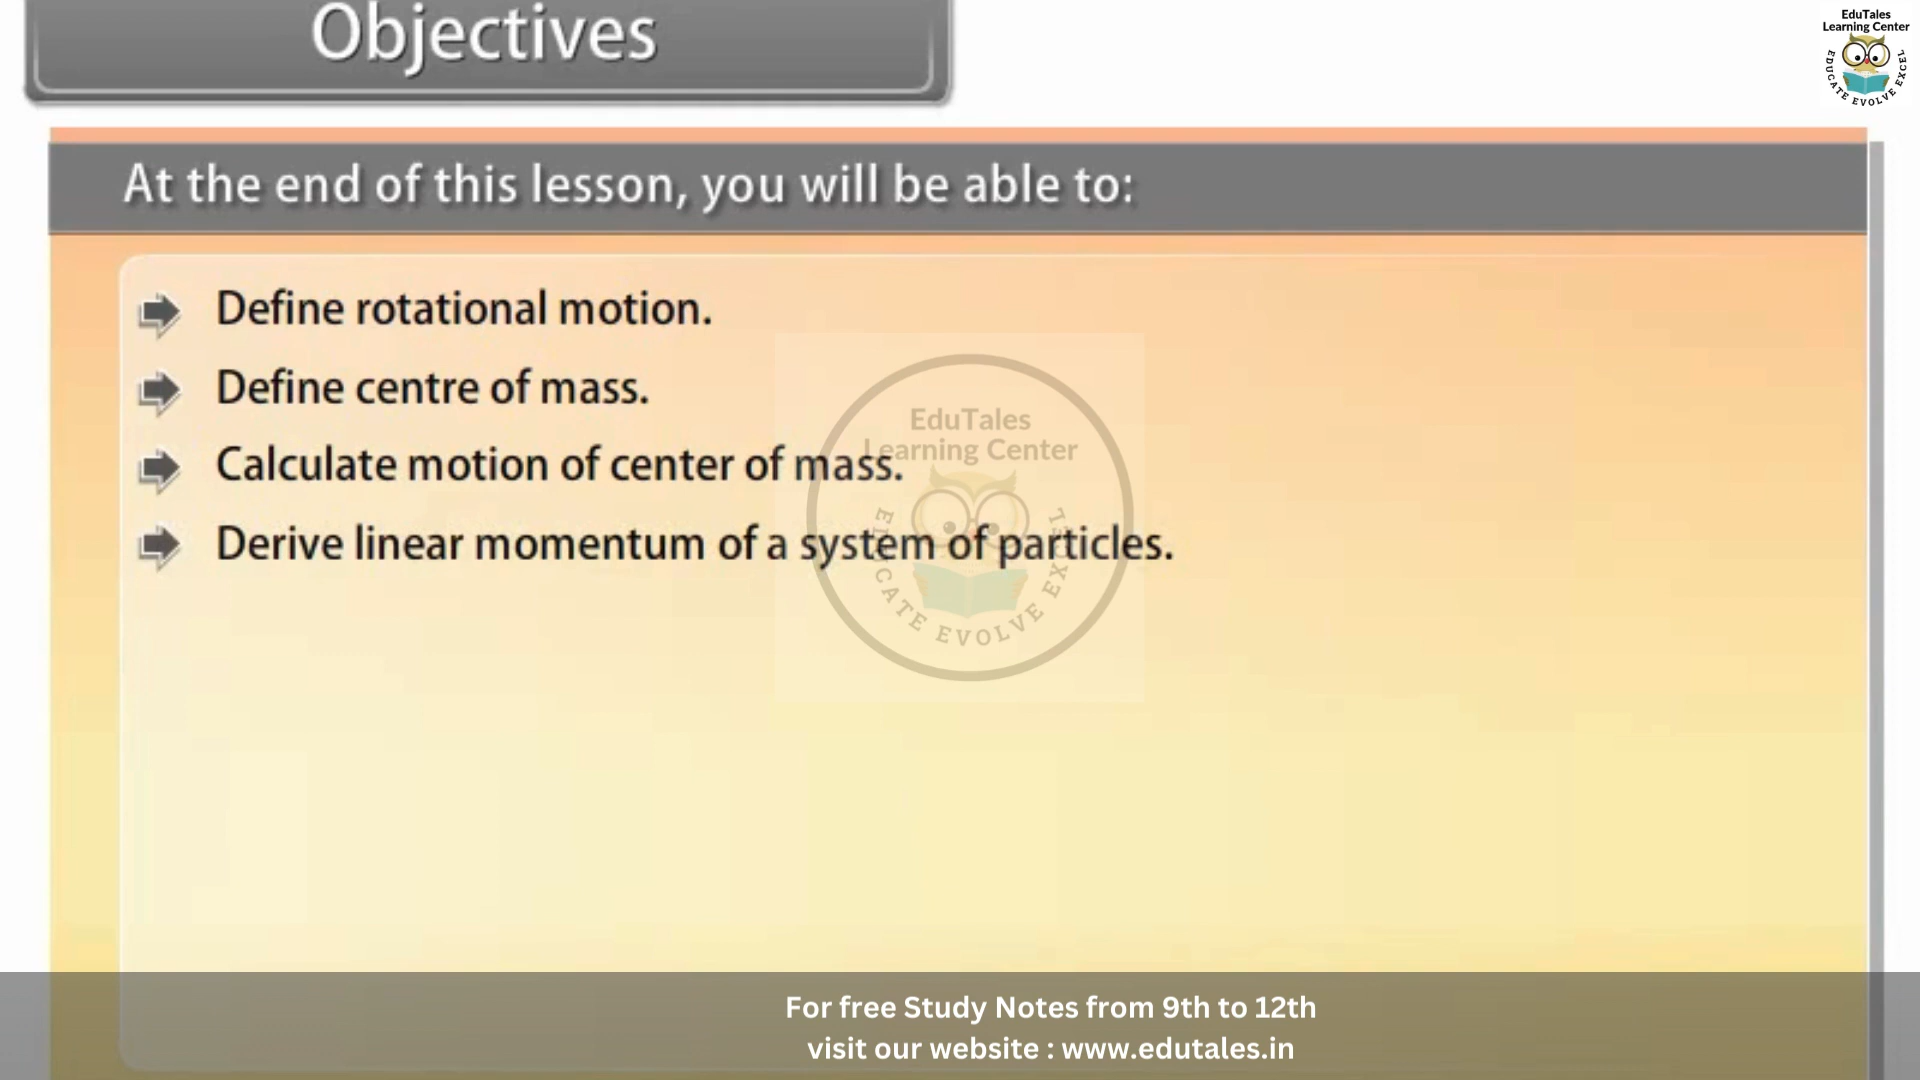 Objectives
EduTales
Learning Center
EDUCATE EVOLVE EXCEL
At the end of this lesson, you will be able to:
Define rotational motion.
Define centre of mass.
Calculate motion of center of mass.
Derive linear momentum of a system of particles.
EduTales
Learning Center
EDUCATE EVOLVE EXCEL
For free Study Notes from 9th to 12th
visit our website : www.edutales.in